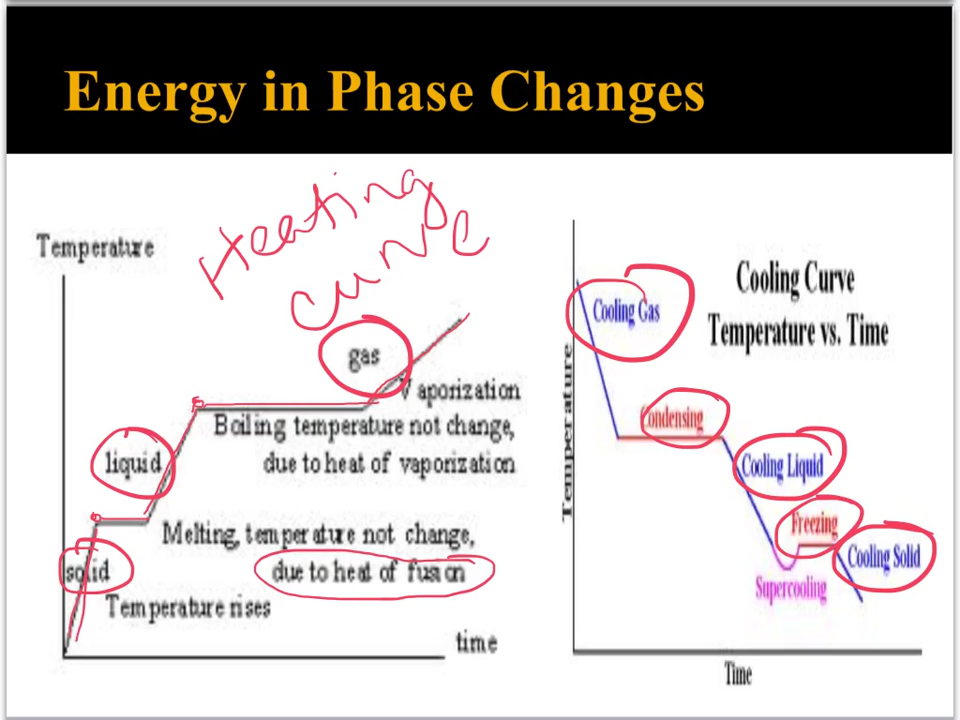 Energy in Phase Changes
Heating
curve
Temperature
gas
Vaporization
Boiling temperature not change,
liquid
due to heat of vaporization
Melting, temperature not change,
solid
due to heat of fusion
Temperature rises
time
Cooling Curve
Temperature vs. Time
Cooling Gas
Condensing
Cooling Liquid
Freezing
Cooling Solid
Supercooling
Temperature
Time